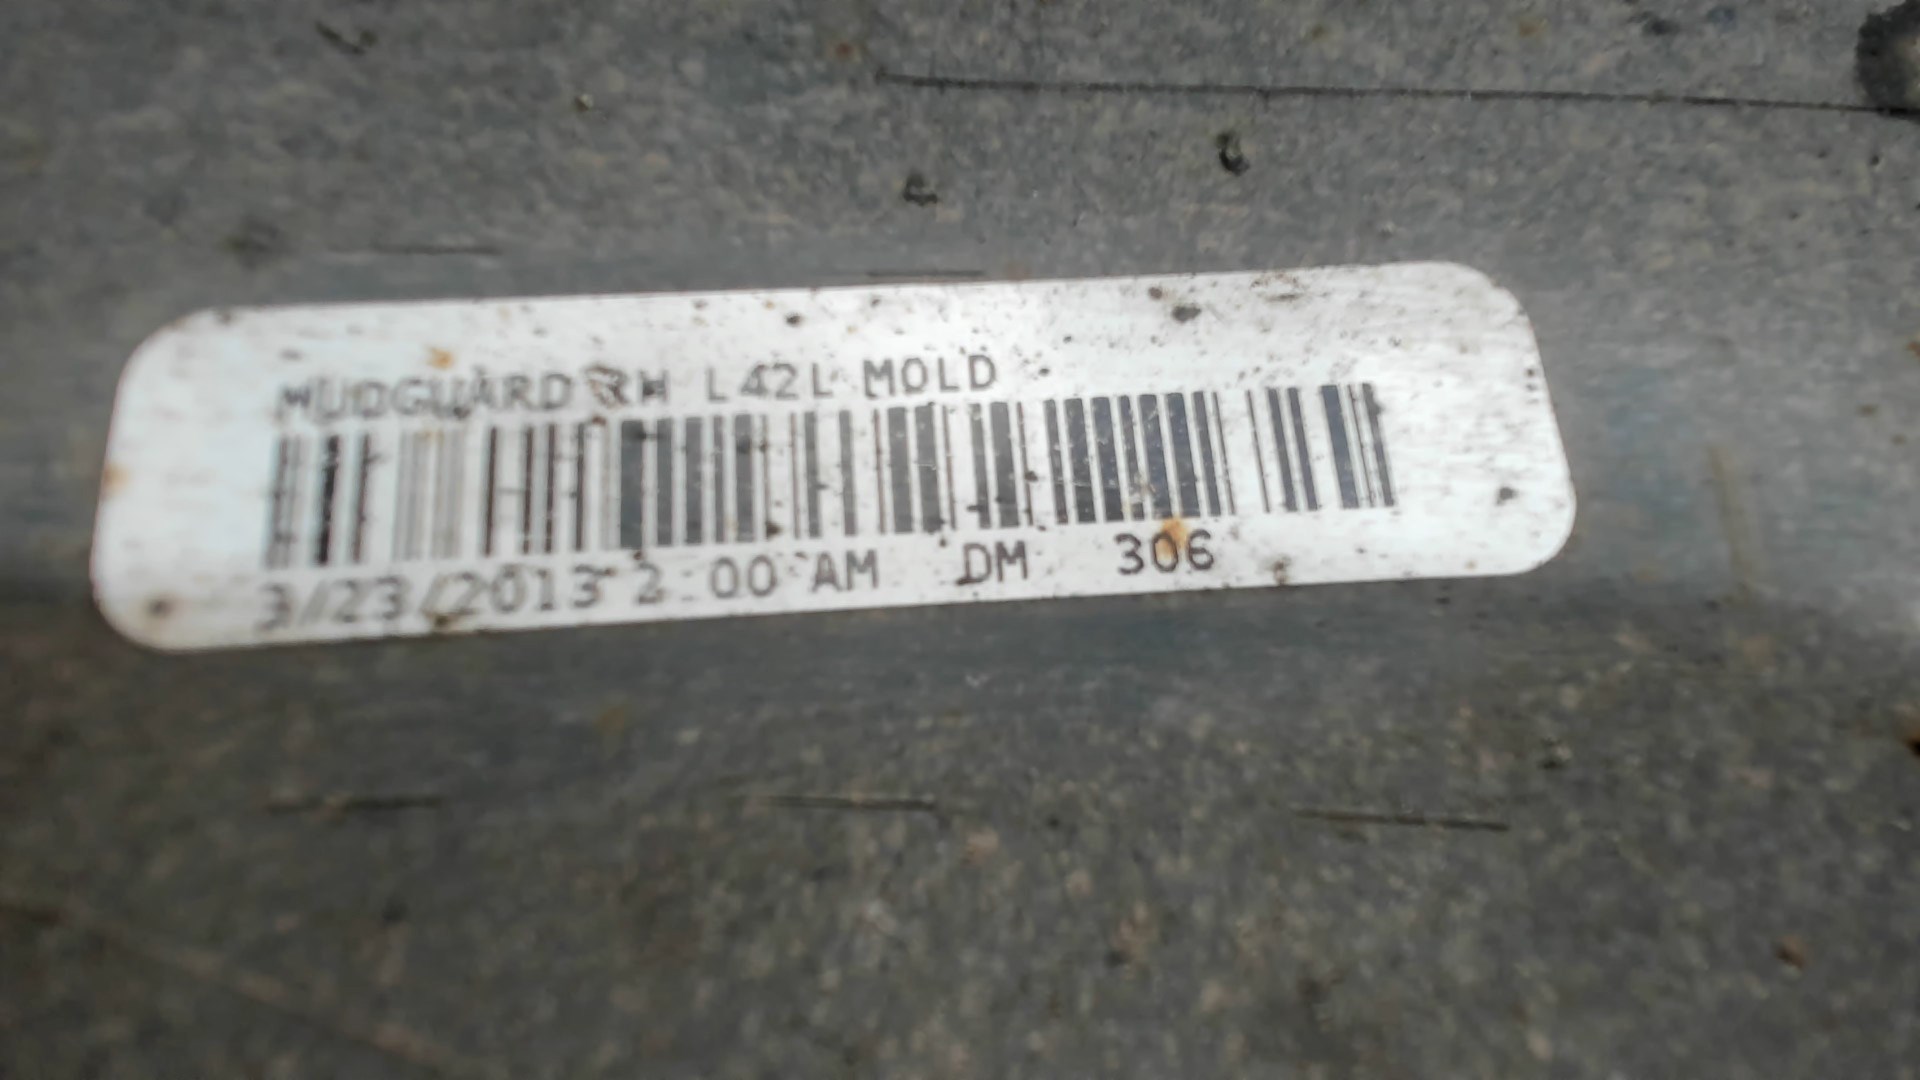 MUDGUARD RH L42L MOLD
3/23/2013 2:00 AM DM 306